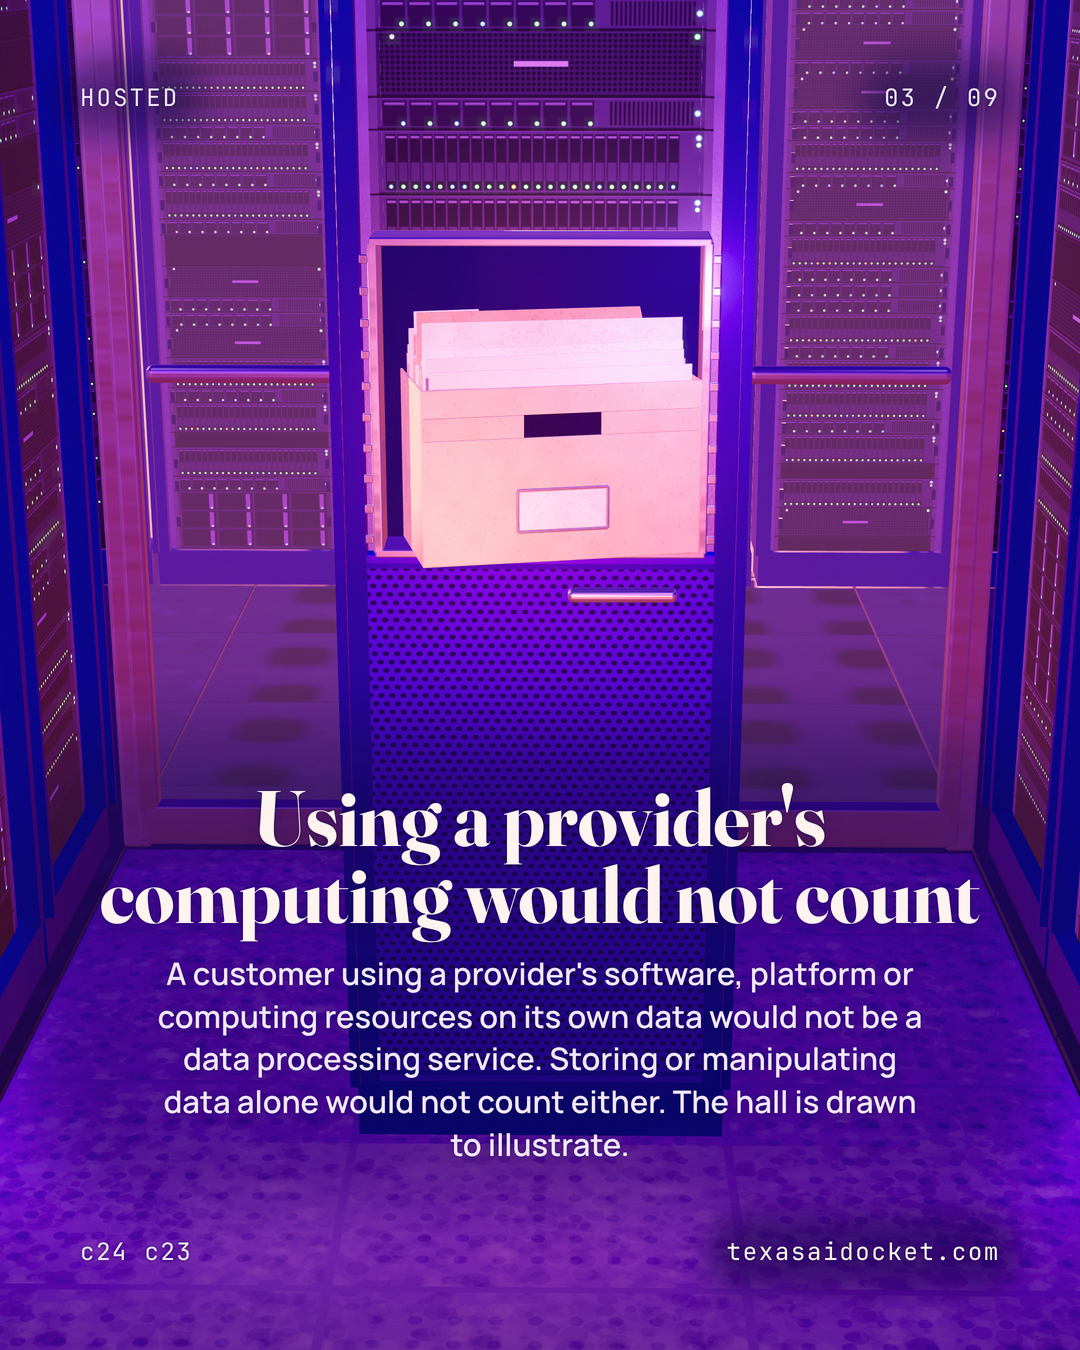 HOSTED
03 / 09
Using a provider's
computing would not count
A customer using a provider's software, platform or
computing resources on its own data would not be a
data processing service. Storing or manipulating
data alone would not count either. The hall is drawn
to illustrate.
c24 c23
texasaidocket.com